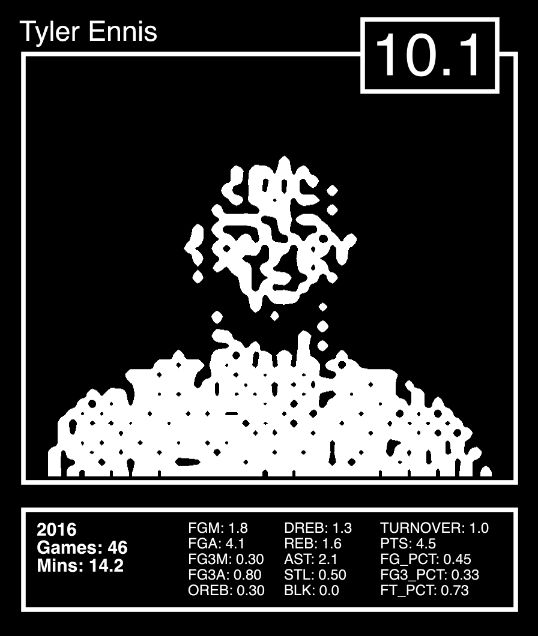 Tyler Ennis
10.1
2016
Games: 46
Mins: 14.2
FGM: 1.8
FGA: 4.1
FG3M: 0.30
FG3A: 0.80
OREB: 0.30
DREB: 1.3
REB: 1.6
AST: 2.1
STL: 0.50
BLK: 0.0
TURNOVER: 1.0
PTS: 4.5
FG_PCT: 0.45
FG3_PCT: 0.33
FT_PCT: 0.73